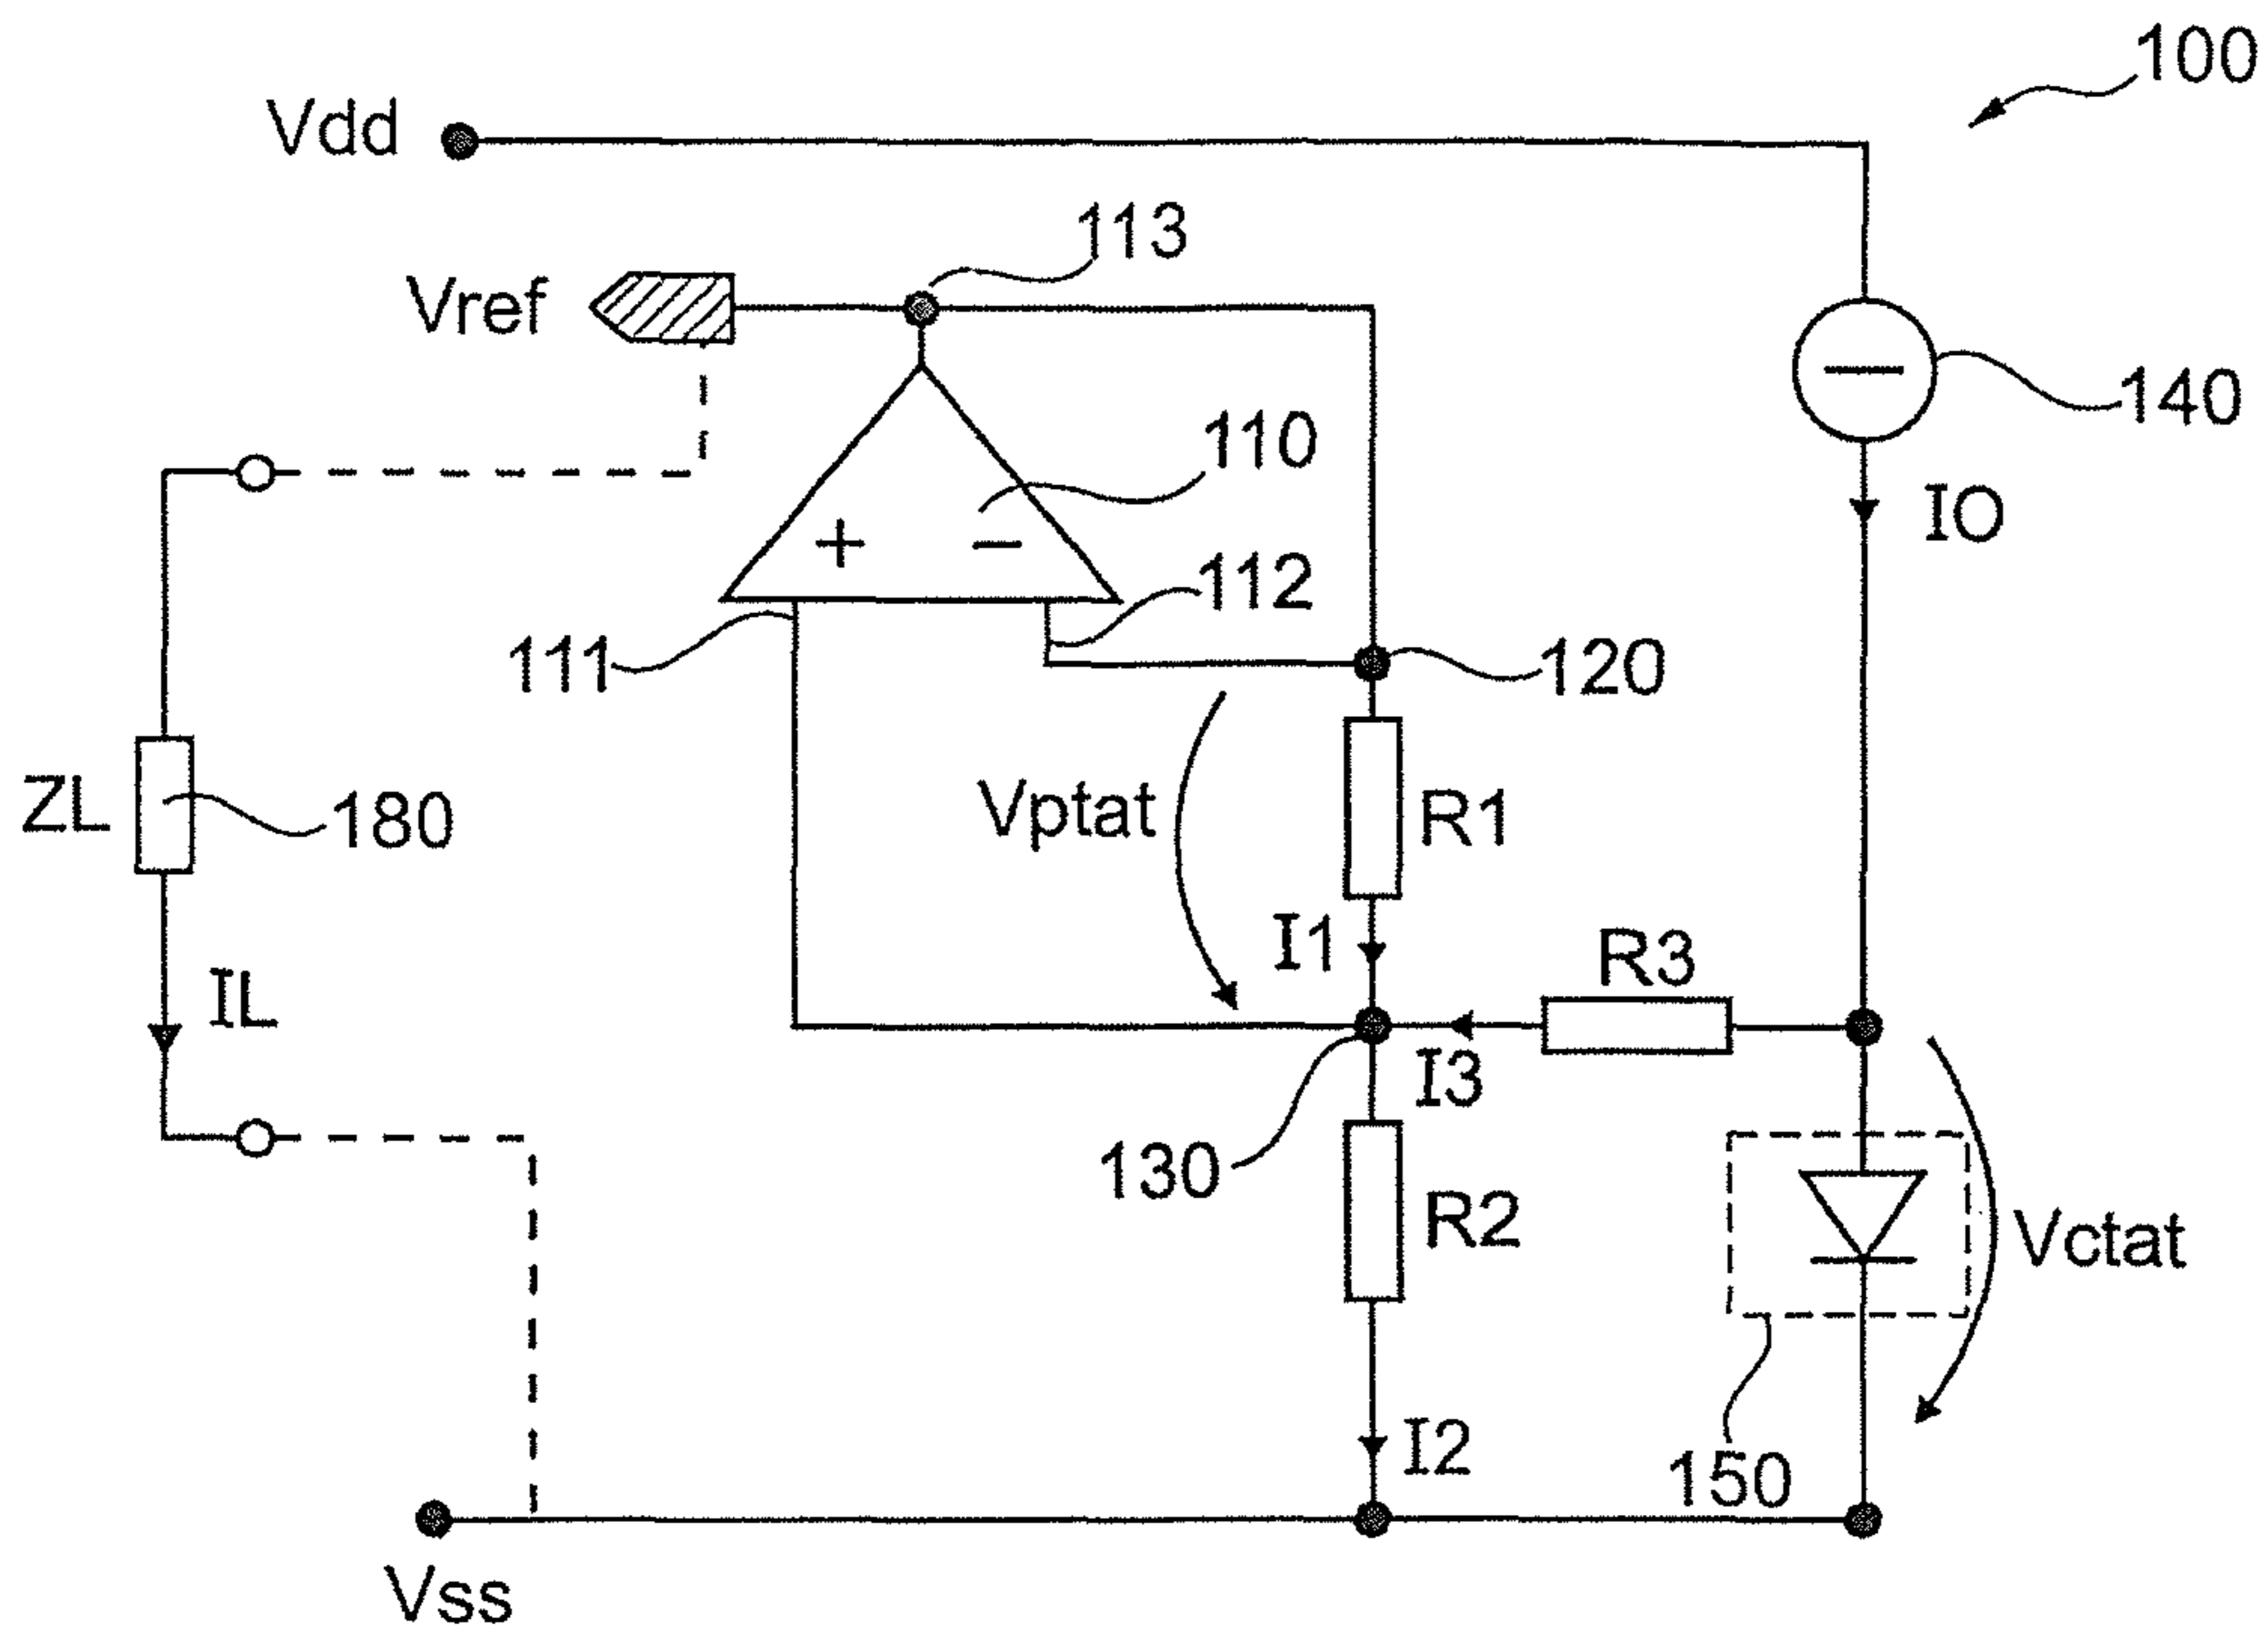 100
Vdd
113
Vref
140
110
IO
+
−
112
111
120
ZL
180
Vptat
R1
I1
R3
IL
I3
130
R2
Vctat
I2
150
Vss